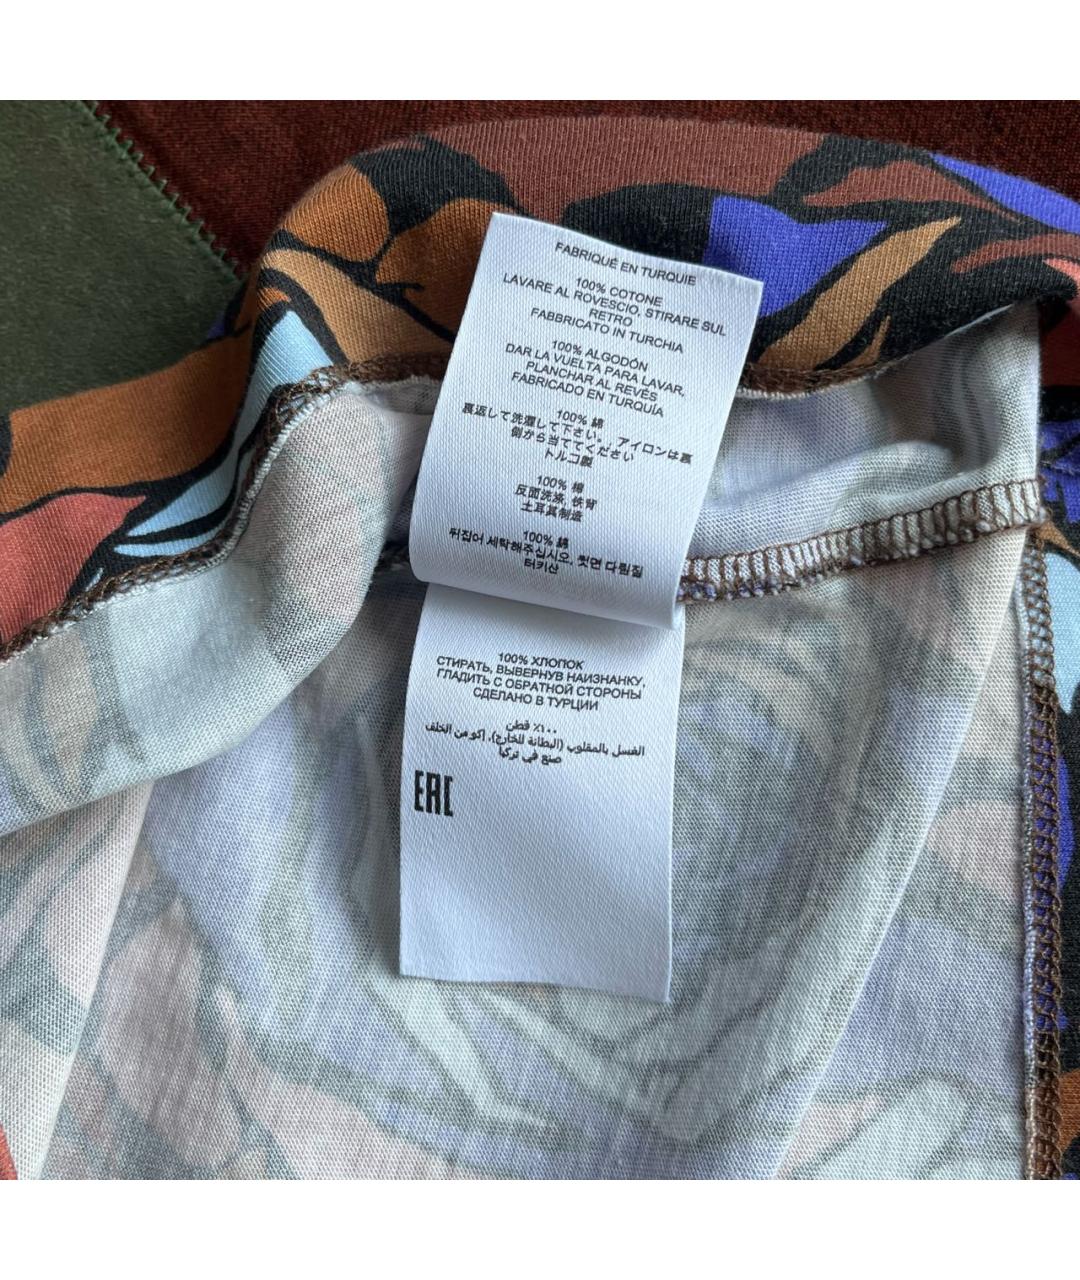 FABRIQUÉ EN TURQUIE
100% COTONE
LAVARE AL ROVESCIO, STIRARE SUL
RETRO
FABBRICATO IN TURCHIA
100% ALGODÓN
DAR LA VUELTA PARA LAVAR,
PLANCHAR AL REVÉS
FABRICADO EN TURQUÍA
100% 綿
裏返して洗濯して下さい。, アイロンは裏
側から当ててください
トルコ製
100% 棉
反面洗涤, 铁背
土耳其制造
100% 綿
뒤집어 세탁해주십시오, 뒷면 다림질
터키산
100% ХЛОПОК
СТИРАТЬ, ВЫВЕРНУВ НАИЗНАНКУ,
ГЛАДИТЬ С ОБРАТНОЙ СТОРОНЫ
СДЕЛАНО В ТУРЦИИ
١٠٠٪ قطن
الغسل بالمقلوب (البطانة للخارج)، أكو من الخلف
صنع في تركيا
EAC